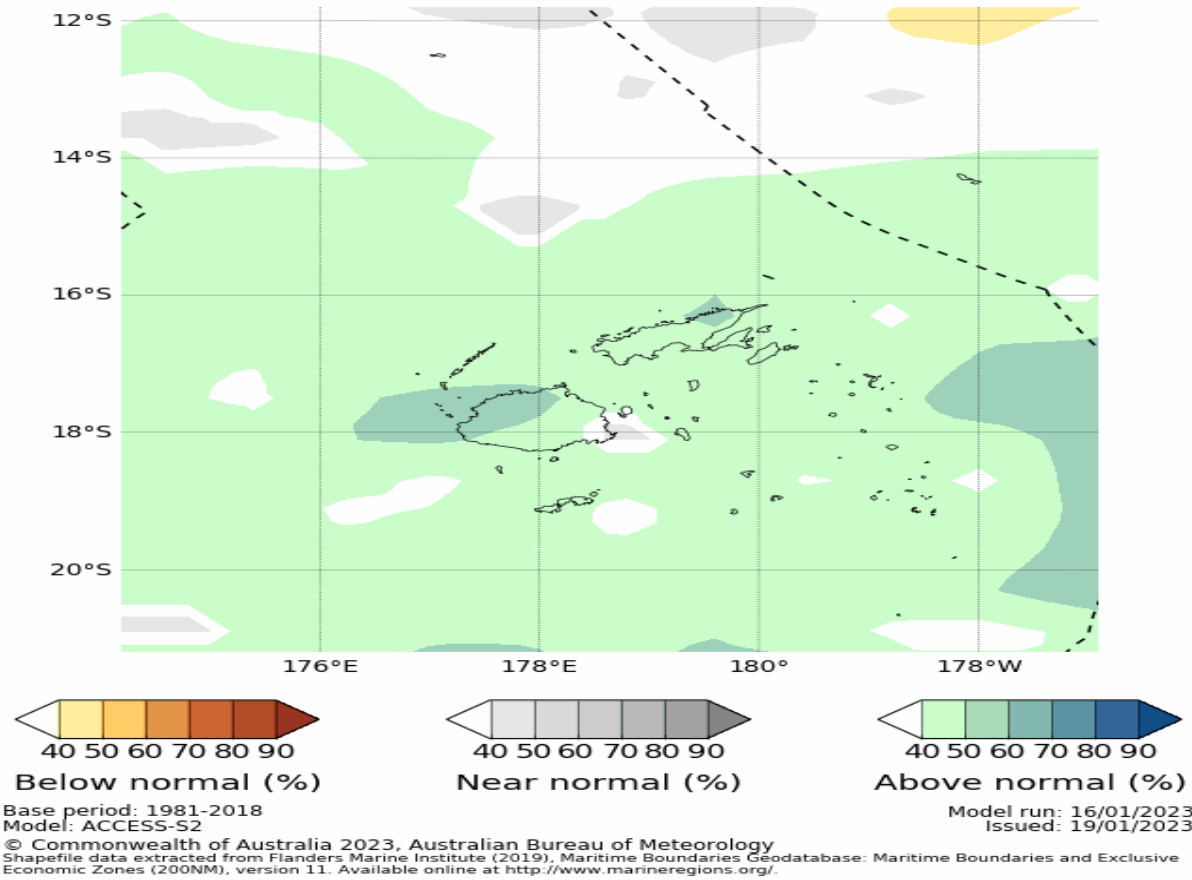 12°S
14°S
16°S
18°S
20°S
176°E 178°E 180° 178°W
40 50 60 70 80 90 40 50 60 70 80 90 40 50 60 70 80 90
Below normal (%) Near normal (%) Above normal (%)
Base period: 1981-2018 Model run: 16/01/2023
Model: ACCESS-S2 Issued: 19/01/2023
© Commonwealth of Australia 2023, Australian Bureau of Meteorology
Shapefile data extracted from Flanders Marine Institute (2019), Maritime Boundaries Geodatabase: Maritime Boundaries and Exclusive
Economic Zones (200NM), version 11. Available online at http://www.marineregions.org/.